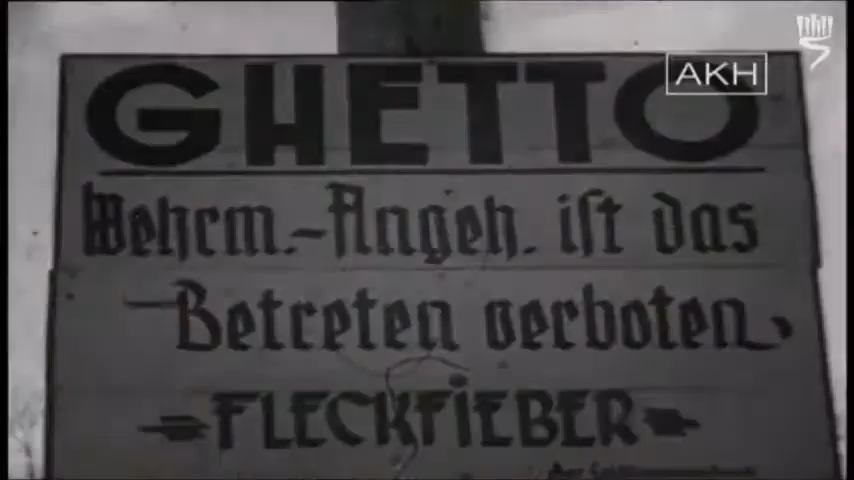 GHETTO
AKH
Wehrm.-Angeh. ist das
Betreten verboten.
FLECKFIEBER